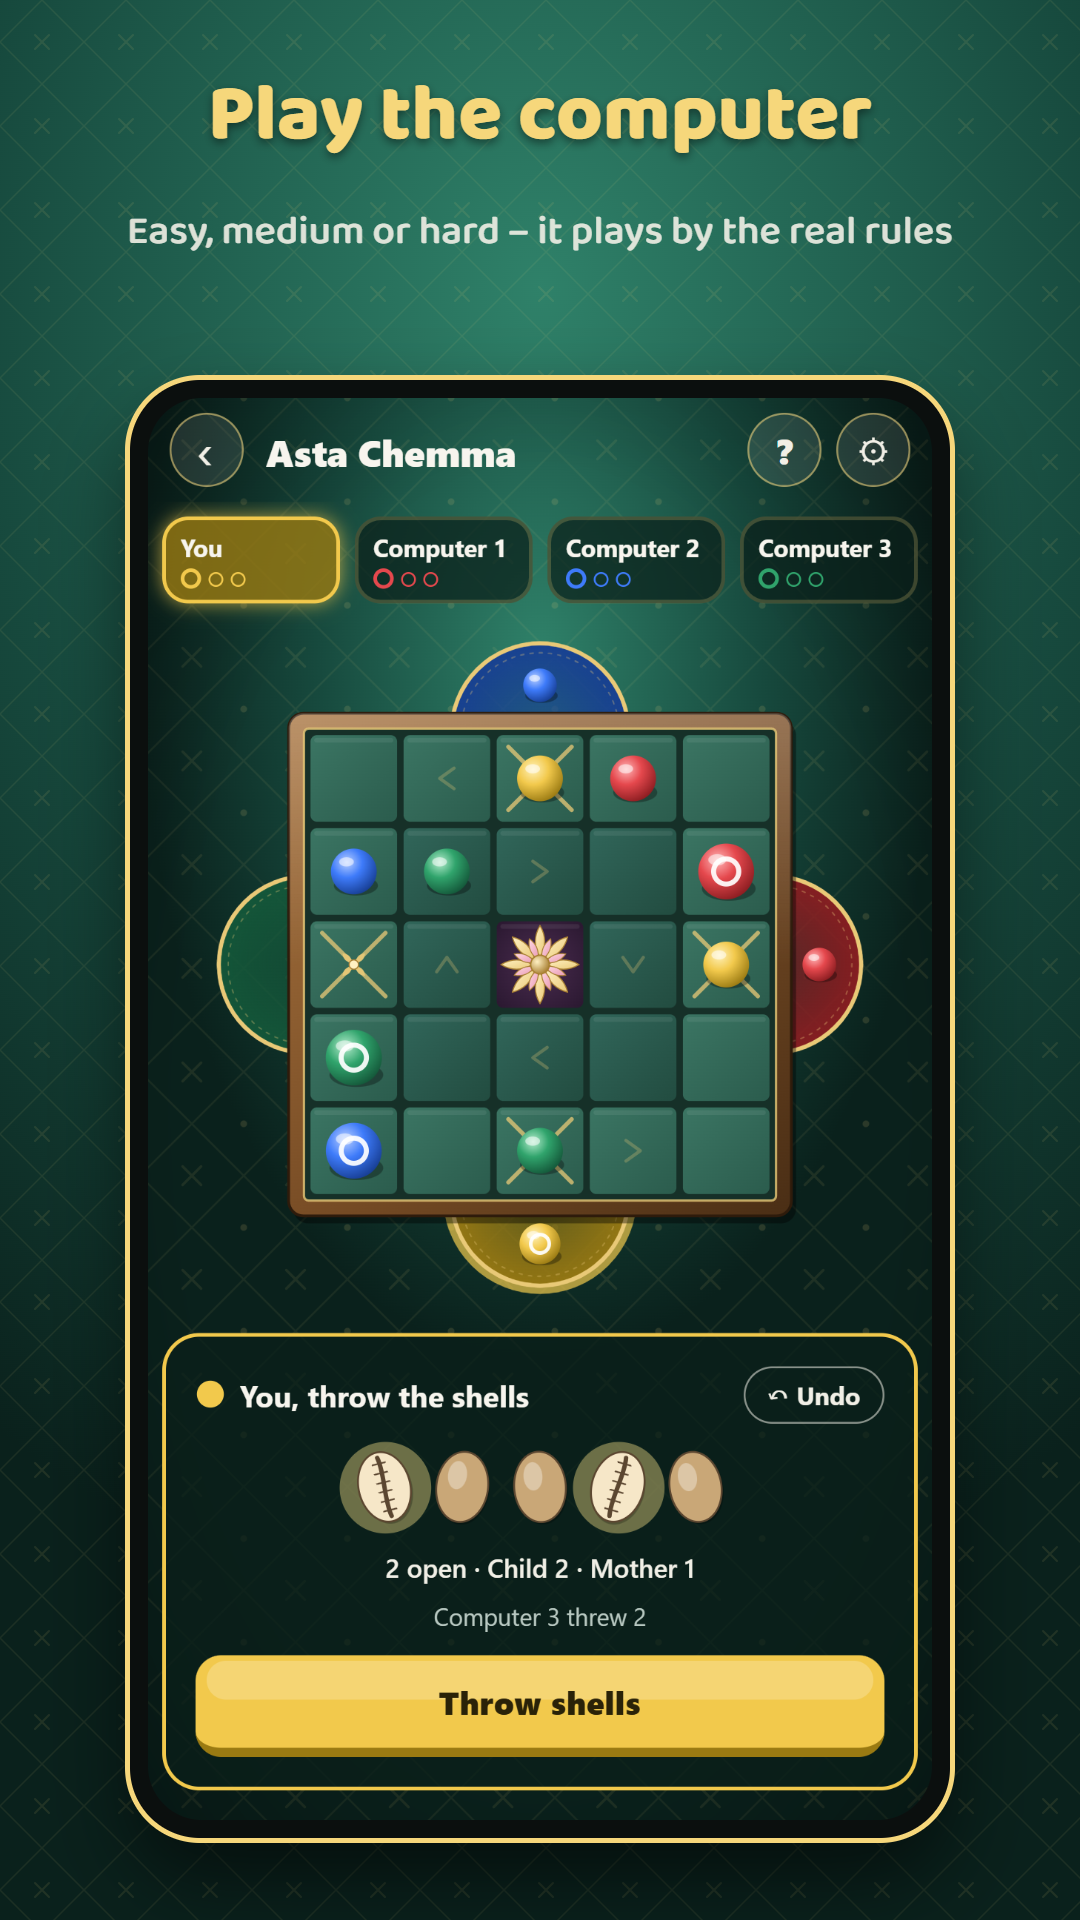 Play the computer
Easy, medium or hard – it plays by the real rules
‹ Asta Chemma ?
You
Computer 1
Computer 2
Computer 3
You, throw the shells
Undo
2 open · Child 2 · Mother 1
Computer 3 threw 2
Throw shells